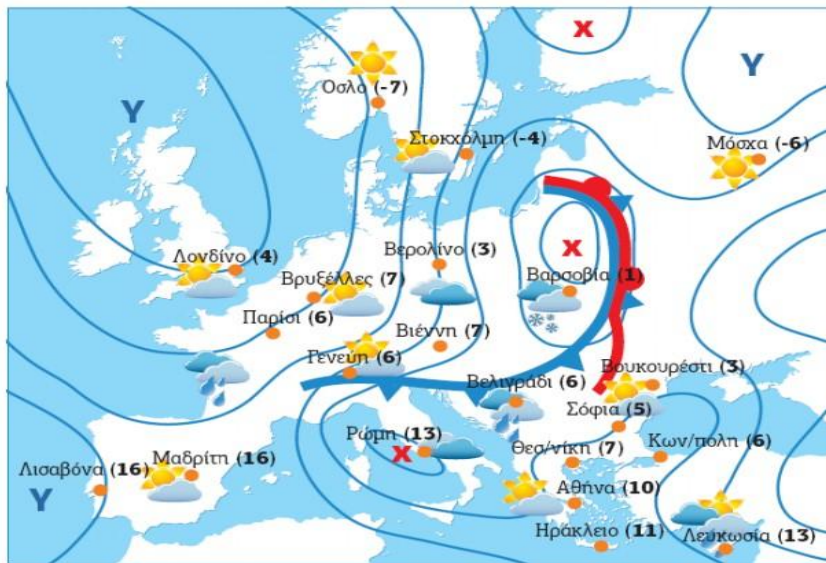 Χ
Υ
Υ
Όσλο (-7)
Στοκχόλμη (-4)
Μόσχα (-6)
Λονδίνο (4)
Βερολίνο (3)
Χ
Βρυξέλλες (7)
Βαρσοβία (1)
Παρίσι (6)
Βιέννη (7)
Γενεύη (6)
Βουκουρέστι (3)
Βελιγράδι (6)
Σόφια (5)
Ρώμη (13)
Χ
Θεσ/νίκη (7)
Κων/πολη (6)
Λισαβόνα (16)
Μαδρίτη (16)
Υ
Αθήνα (10)
Ηράκλειο (11)
Λευκωσία (13)